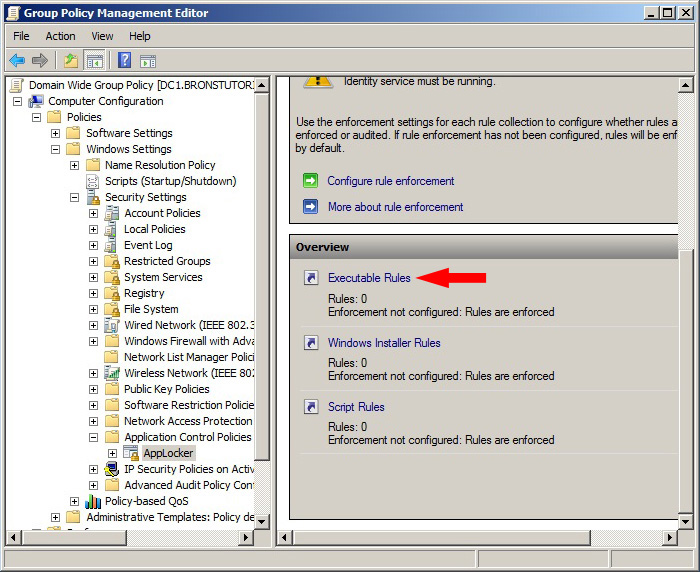 Group Policy Management Editor
File Action View Help
Domain Wide Group Policy [DC1.BRONSTUTOR
Computer Configuration
Policies
Software Settings
Windows Settings
Name Resolution Policy
Scripts (Startup/Shutdown)
Security Settings
Account Policies
Local Policies
Event Log
Restricted Groups
System Services
Registry
File System
Wired Network (IEEE 802.3
Windows Firewall with Adva
Network List Manager Polici
Wireless Network (IEEE 802
Public Key Policies
Software Restriction Policies
Network Access Protection
Application Control Policies
AppLocker
IP Security Policies on Activ
Advanced Audit Policy Con
Policy-based QoS
Administrative Templates: Policy de
Identity service must be running.
Use the enforcement settings for each rule collection to configure whether rules a
enforced or audited. If rule enforcement has not been configured, rules will be enf
by default.
Configure rule enforcement
More about rule enforcement
Overview
Executable Rules
Rules: 0
Enforcement not configured: Rules are enforced
Windows Installer Rules
Rules: 0
Enforcement not configured: Rules are enforced
Script Rules
Rules: 0
Enforcement not configured: Rules are enforced